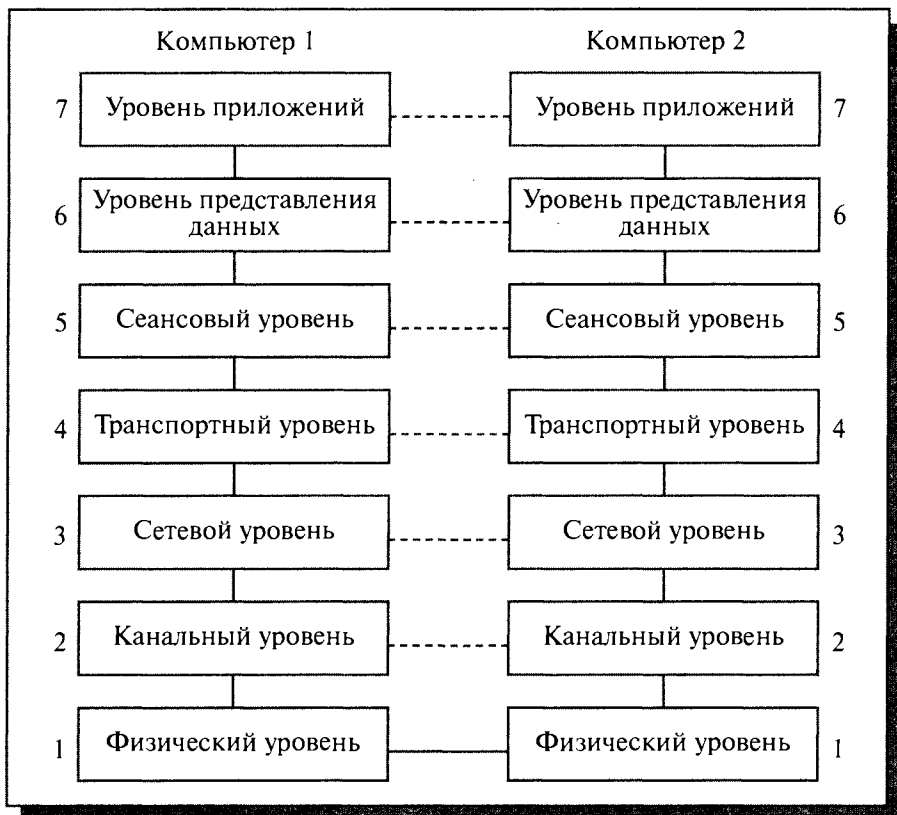 Компьютер 1 Компьютер 2
7 Уровень приложений Уровень приложений 7
6 Уровень представления данных Уровень представления данных 6
5 Сеансовый уровень Сеансовый уровень 5
4 Транспортный уровень Транспортный уровень 4
3 Сетевой уровень Сетевой уровень 3
2 Канальный уровень Канальный уровень 2
1 Физический уровень Физический уровень 1